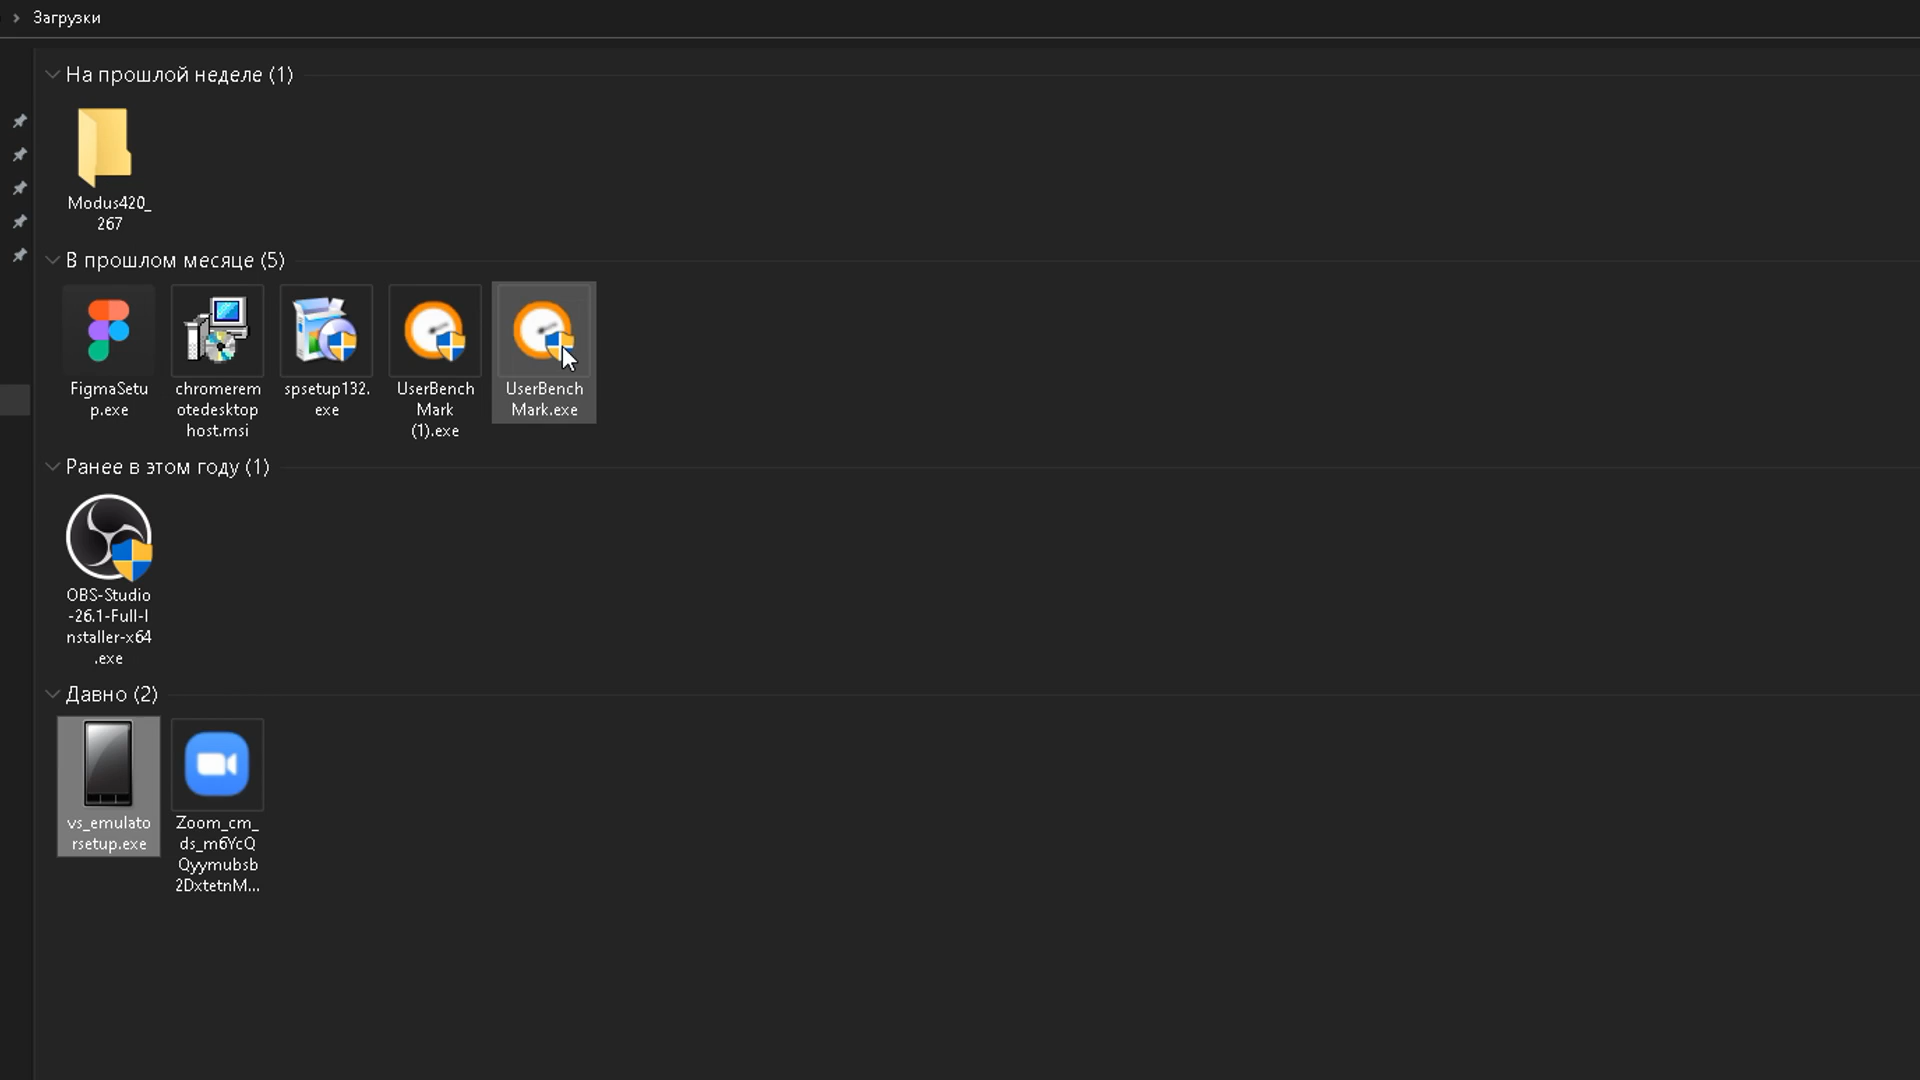 Загрузки
На прошлой неделе (1)
Modus420_
267
В прошлом месяце (5)
FigmaSetu
p.exe
chromerem
otedesktop
host.msi
spsetup132.
exe
UserBench
Mark
(1).exe
UserBench
Mark.exe
Ранее в этом году (1)
OBS-Studio
-26.1-Full-I
nstaller-x64
.exe
Давно (2)
vs_emulato
rsetup.exe
Zoom_cm_
ds_m6YcQ
Qyymubsb
2DxtetnM...